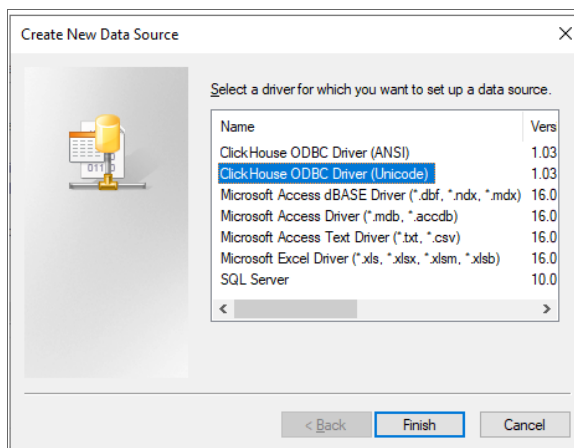 Create New Data Source
Select a driver for which you want to set up a data source.
Name Vers
ClickHouse ODBC Driver (ANSI) 1.03
ClickHouse ODBC Driver (Unicode) 1.03
Microsoft Access dBASE Driver (*.dbf, *.ndx, *.mdx) 16.0
Microsoft Access Driver (*.mdb, *.accdb) 16.0
Microsoft Access Text Driver (*.txt, *.csv) 16.0
Microsoft Excel Driver (*.xls, *.xlsx, *.xlsm, *.xlsb) 16.0
SQL Server 10.0
< Back Finish Cancel